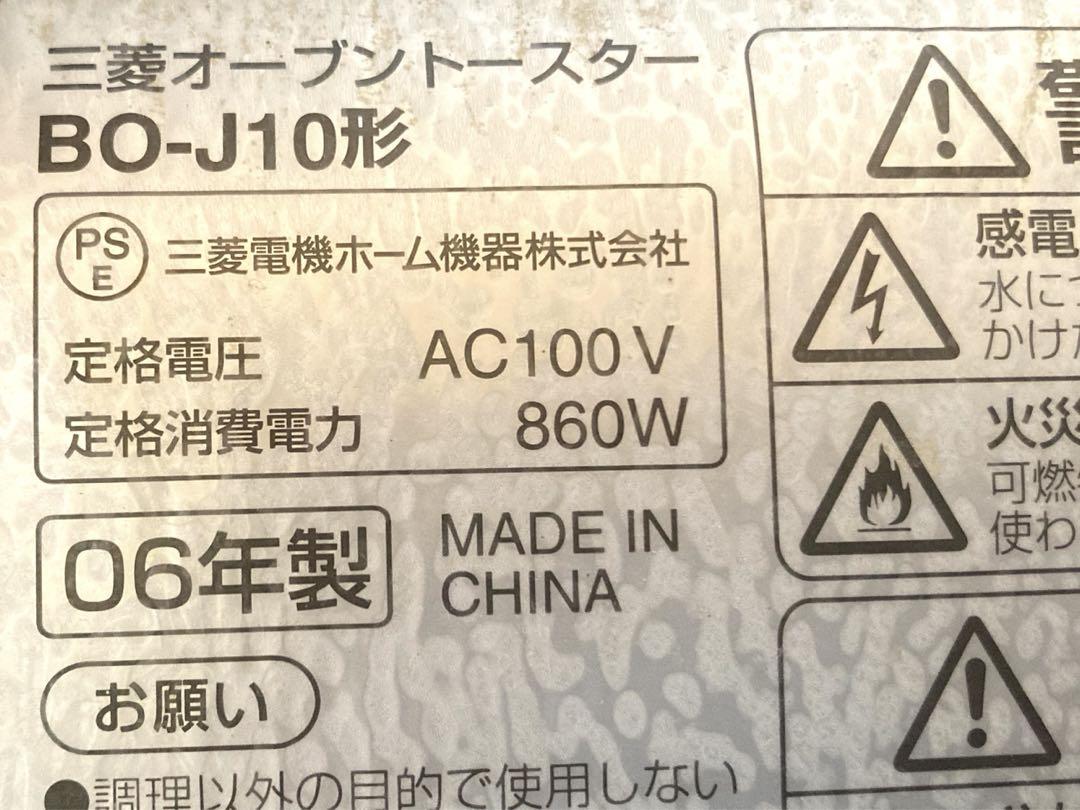 三菱オーブントースター
BO-J10形
PS
E
三菱電機ホーム機器株式会社
定格電圧 AC100V
定格消費電力 860W
06年製
MADE IN
CHINA
お願い
●調理以外の目的で使用しない
感電
水に
かけ
火災
可燃
使わ